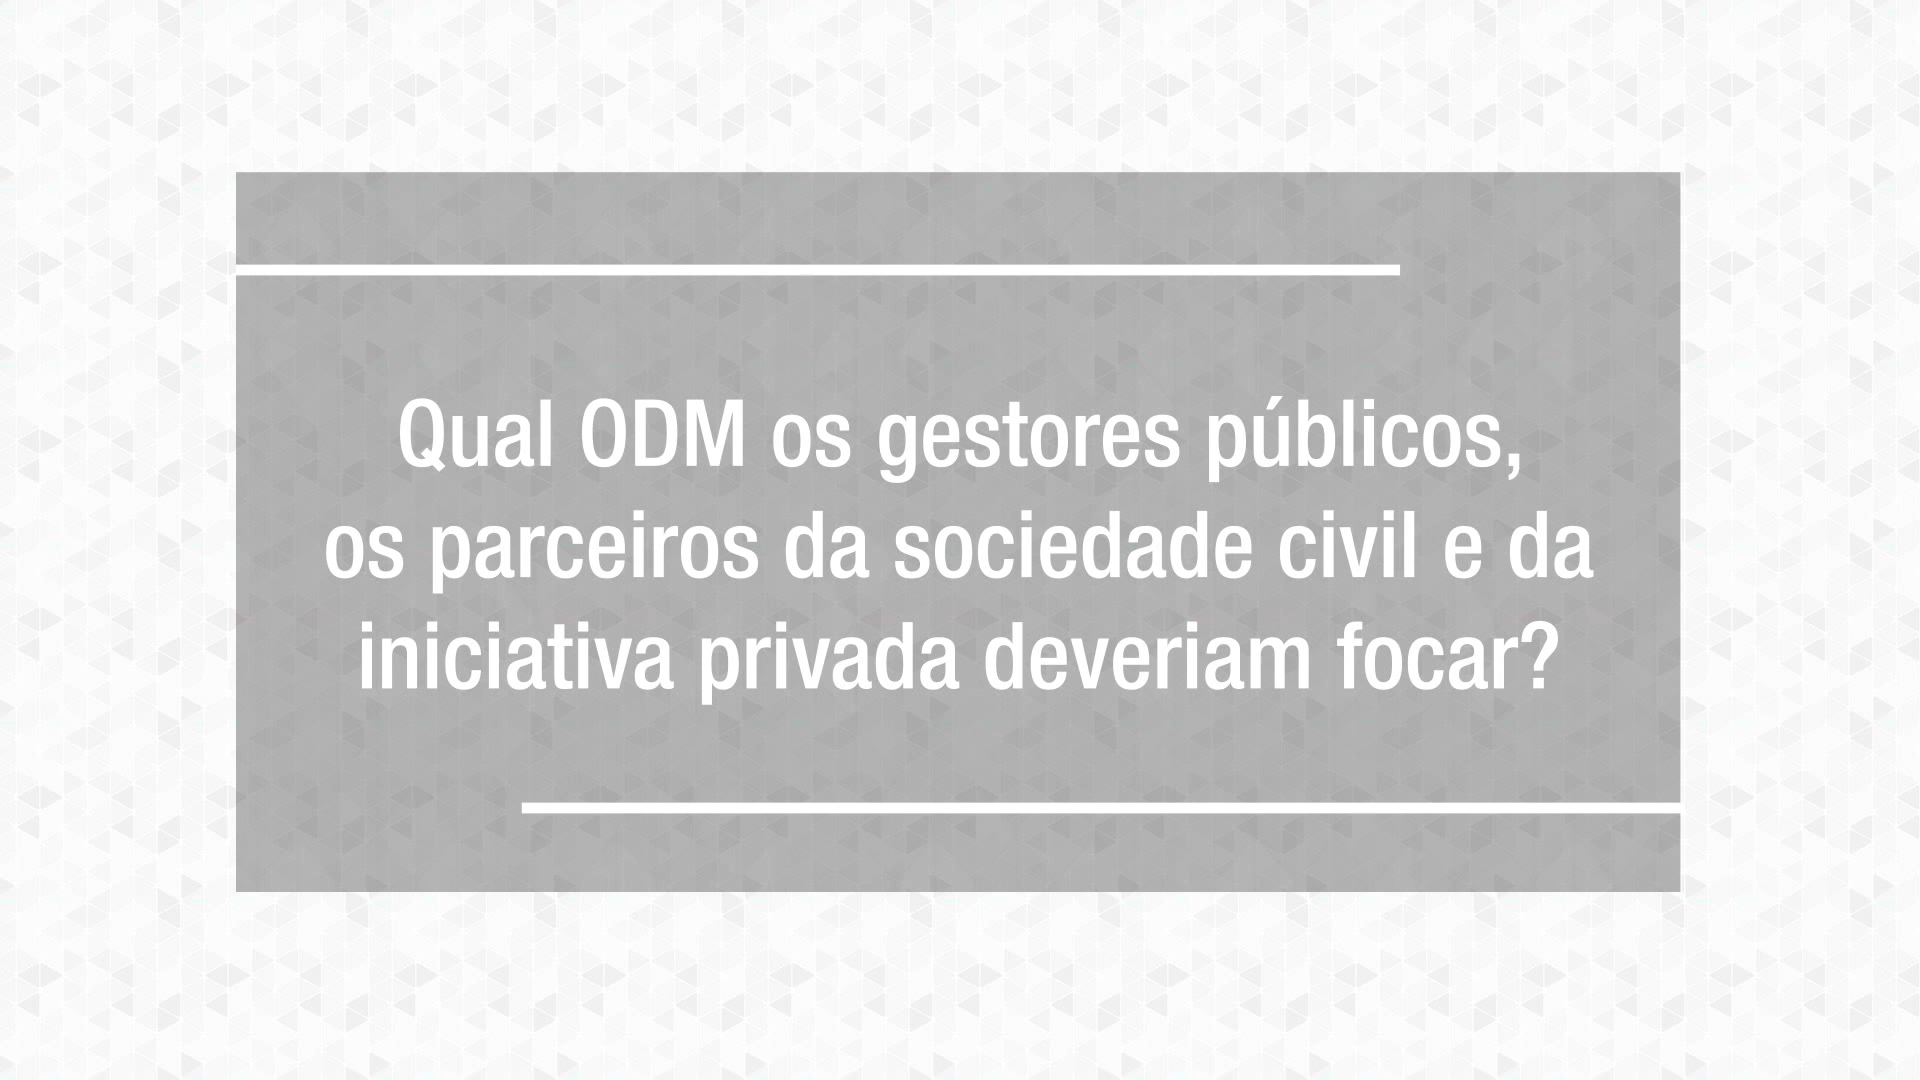 Qual ODM os gestores públicos,
os parceiros da sociedade civil e da
iniciativa privada deveriam focar?